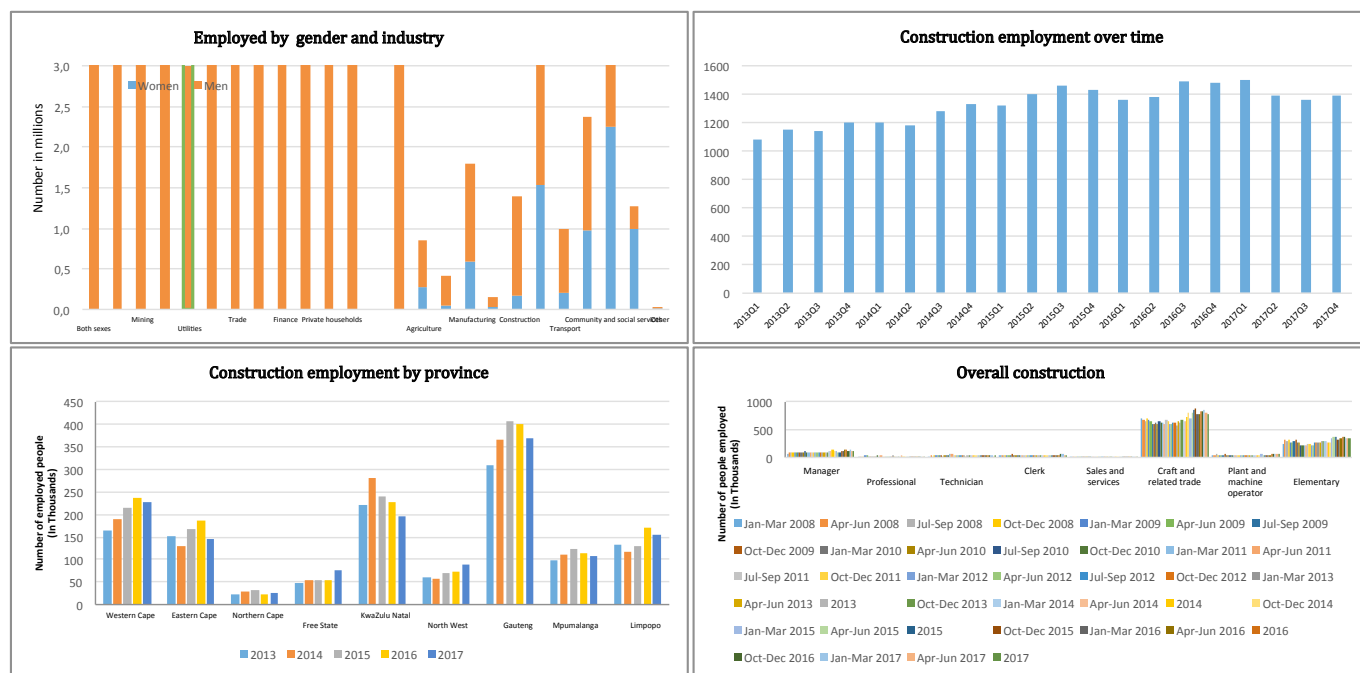 Employed by gender and industry
3,0
Women Men
2,5
2,0
1,5
1,0
0,5
0,0
Number in millions
Mining Trade Finance Private households Manufacturing Construction Community and social services Other
Both sexes Utilities Agriculture Transport
Construction employment over time
1600
1400
1200
1000
800
600
400
200
0
2013Q1 2013Q2 2013Q3 2013Q4 2014Q1 2014Q2 2014Q3 2014Q4 2015Q1 2015Q2 2015Q3 2015Q4 2016Q1 2016Q2 2016Q3 2016Q4 2017Q1 2017Q2 2017Q3 2017Q4
Construction employment by province
Number of employed people
(In Thousands)
450
400
350
300
250
200
150
100
50
0
Western Cape Eastern Cape Northern Cape KwaZulu Natal Gauteng Limpopo
Free State North West Mpumalanga
2013 2014 2015 2016 2017
Overall construction
Number of people employed
(In Thousands)
1000
500
0
Manager Technician Clerk Sales and services Craft and related trade Plant and machine operator Elementary
Professional
Jan-Mar 2008 Apr-Jun 2008 Jul-Sep 2008 Oct-Dec 2008 Jan-Mar 2009 Apr-Jun 2009 Jul-Sep 2009
Oct-Dec 2009 Jan-Mar 2010 Apr-Jun 2010 Jul-Sep 2010 Oct-Dec 2010 Jan-Mar 2011 Apr-Jun 2011
Jul-Sep 2011 Oct-Dec 2011 Jan-Mar 2012 Apr-Jun 2012 Jul-Sep 2012 Oct-Dec 2012 Jan-Mar 2013
Apr-Jun 2013 2013 Oct-Dec 2013 Jan-Mar 2014 Apr-Jun 2014 2014 Oct-Dec 2014
Jan-Mar 2015 Apr-Jun 2015 2015 Oct-Dec 2015 Jan-Mar 2016 Apr-Jun 2016 2016
Oct-Dec 2016 Jan-Mar 2017 Apr-Jun 2017 2017